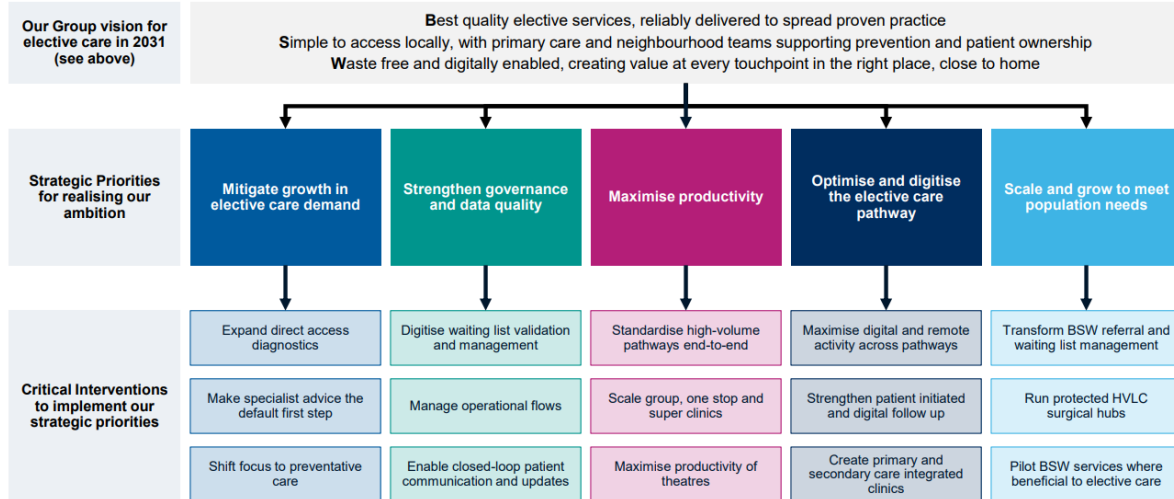 Our Group vision for
elective care in 2031
(see above)
Best quality elective services, reliably delivered to spread proven practice
Simple to access locally, with primary care and neighbourhood teams supporting prevention and patient ownership
Waste free and digitally enabled, creating value at every touchpoint in the right place, close to home
Strategic Priorities
for realising our
ambition
Mitigate growth in
elective care demand
Strengthen governance
and data quality
Maximise productivity
Optimise and digitise
the elective care
pathway
Scale and grow to meet
population needs
Critical Interventions
to implement our
strategic priorities
Expand direct access
diagnostics
Digitise waiting list validation
and management
Standardise high-volume
pathways end-to-end
Maximise digital and remote
activity across pathways
Transform BSW referral and
waiting list management
Make specialist advice the
default first step
Manage operational flows
Scale group, one stop and
super clinics
Strengthen patient initiated
and digital follow up
Run protected HVLC
surgical hubs
Shift focus to preventative
care
Enable closed-loop patient
communication and updates
Maximise productivity of
theatres
Create primary and
secondary care integrated
clinics
Pilot BSW services where
beneficial to elective care